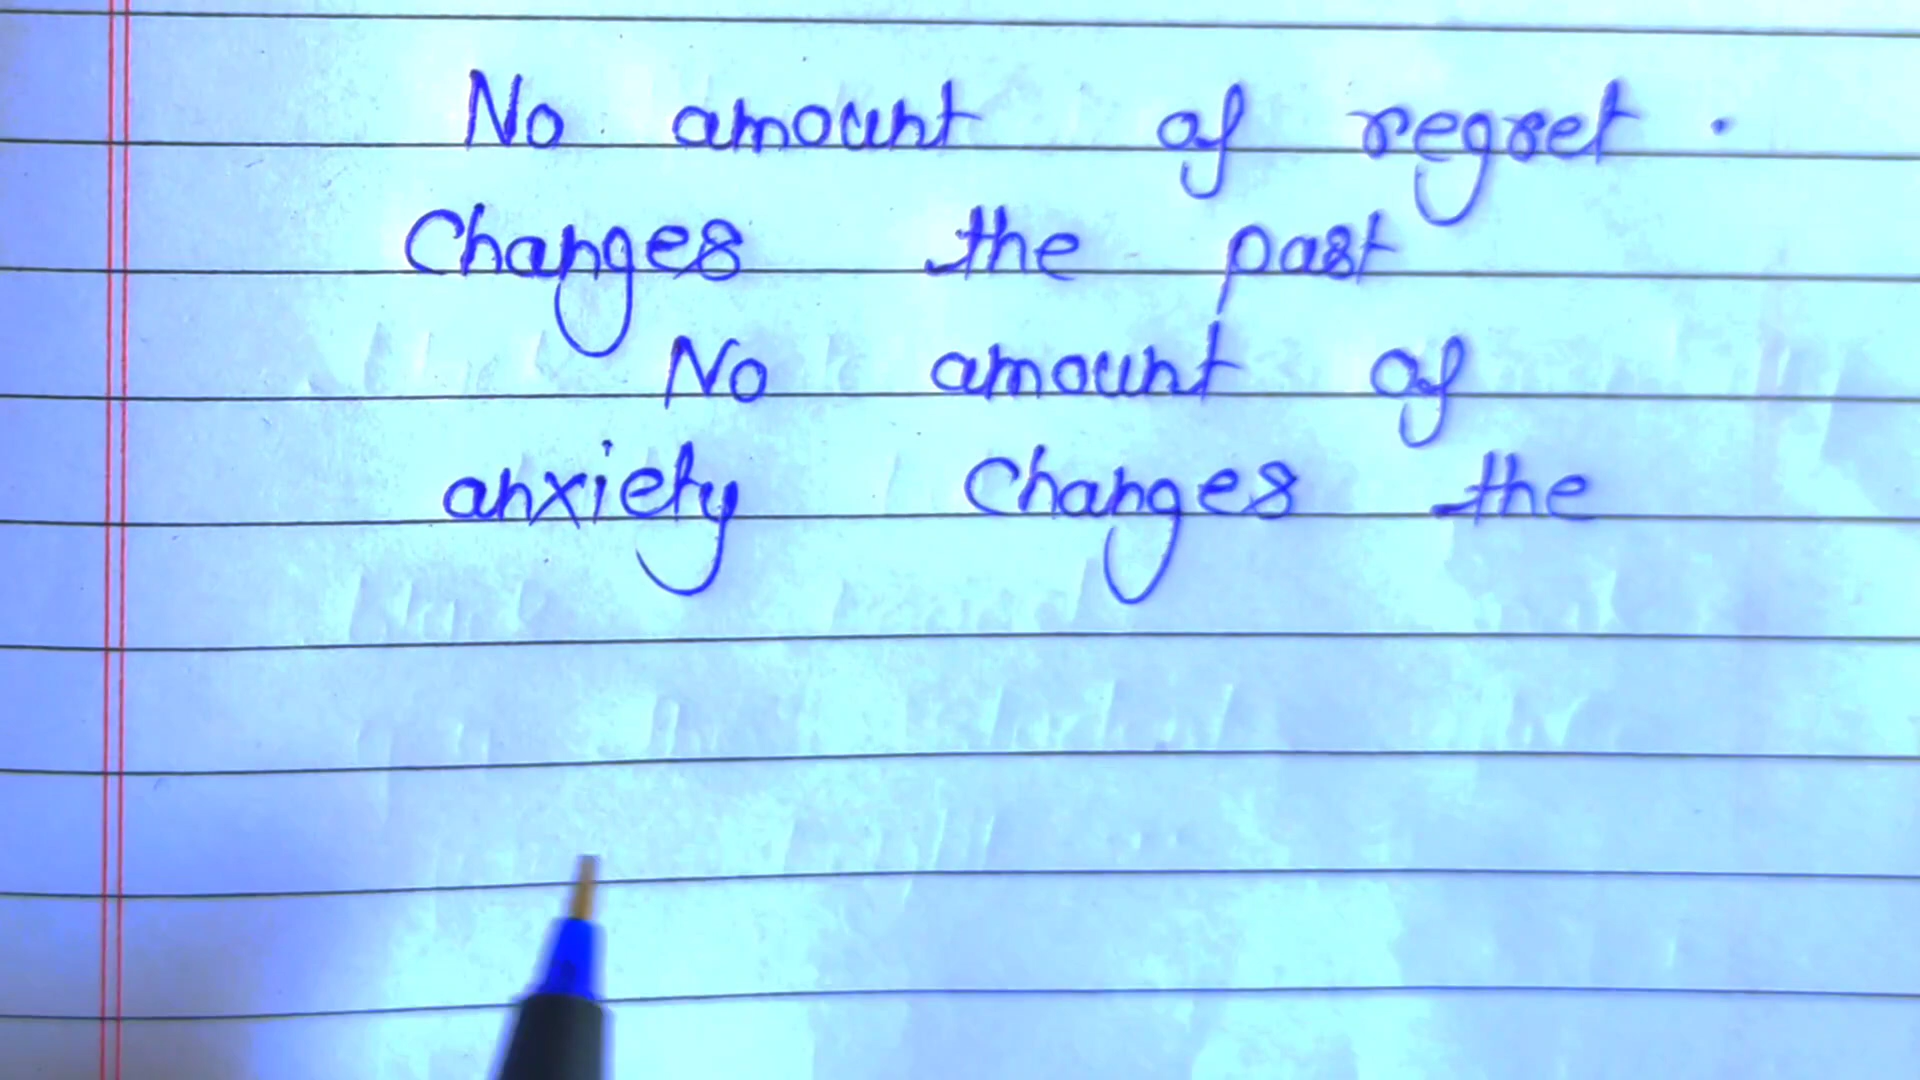 No amount of regret.
Changes the past
No amount of
anxiety Changes the